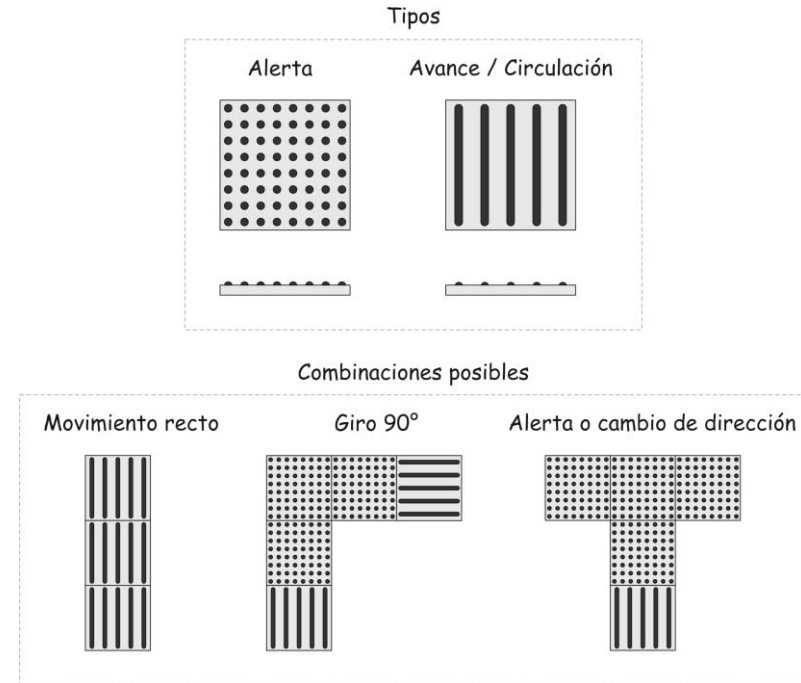 Tipos
Alerta
Avance / Circulación
Combinaciones posibles
Movimiento recto
Giro 90°
Alerta o cambio de dirección